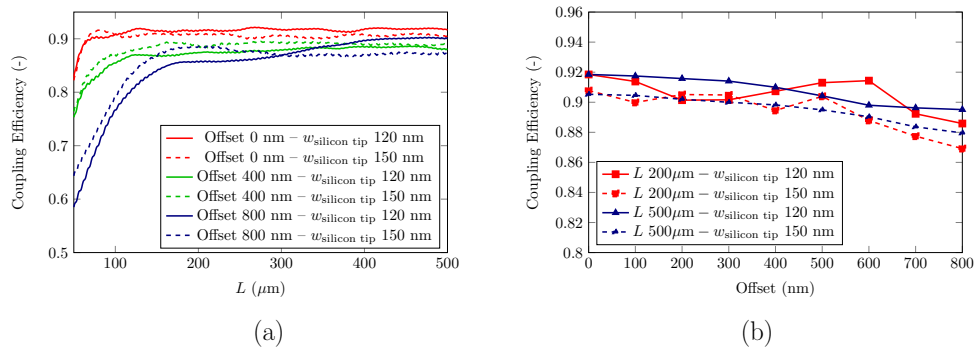 0.9
0.8
0.7
0.6
0.5
Coupling Efficiency (-)
Offset 0 nm – w_silicon tip 120 nm
Offset 0 nm – w_silicon tip 150 nm
Offset 400 nm – w_silicon tip 120 nm
Offset 400 nm – w_silicon tip 150 nm
Offset 800 nm – w_silicon tip 120 nm
Offset 800 nm – w_silicon tip 150 nm
100 200 300 400 500
L (μm)
(a)
0.96
0.94
0.92
0.9
0.88
0.86
0.84
0.82
0.8
Coupling Efficiency (-)
L 200μm – w_silicon tip 120 nm
L 200μm – w_silicon tip 150 nm
L 500μm – w_silicon tip 120 nm
L 500μm – w_silicon tip 150 nm
0 100 200 300 400 500 600 700 800
Offset (nm)
(b)